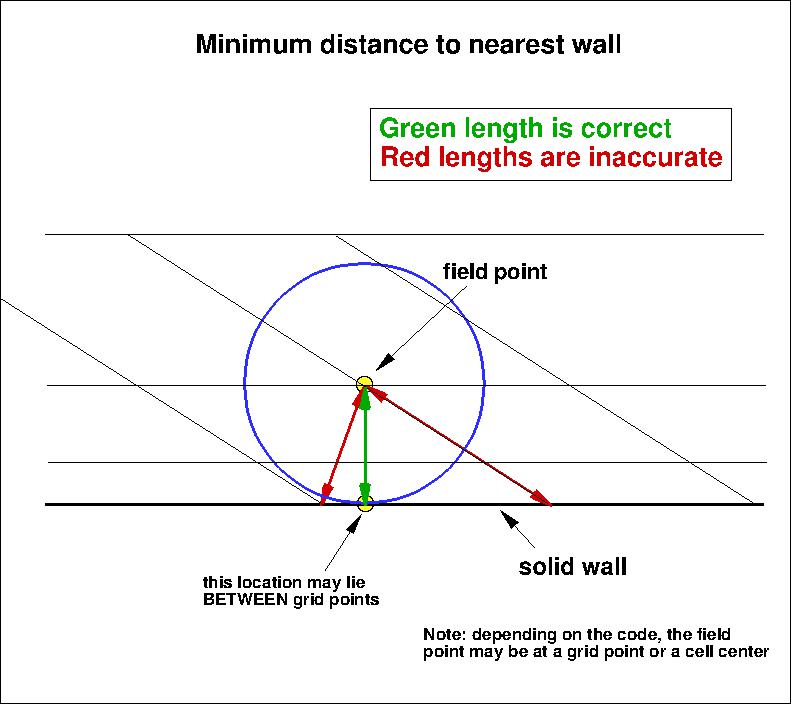 Minimum distance to nearest wall
Green length is correct
Red lengths are inaccurate
field point
this location may lie
BETWEEN grid points
solid wall
Note: depending on the code, the field
point may be at a grid point or a cell center